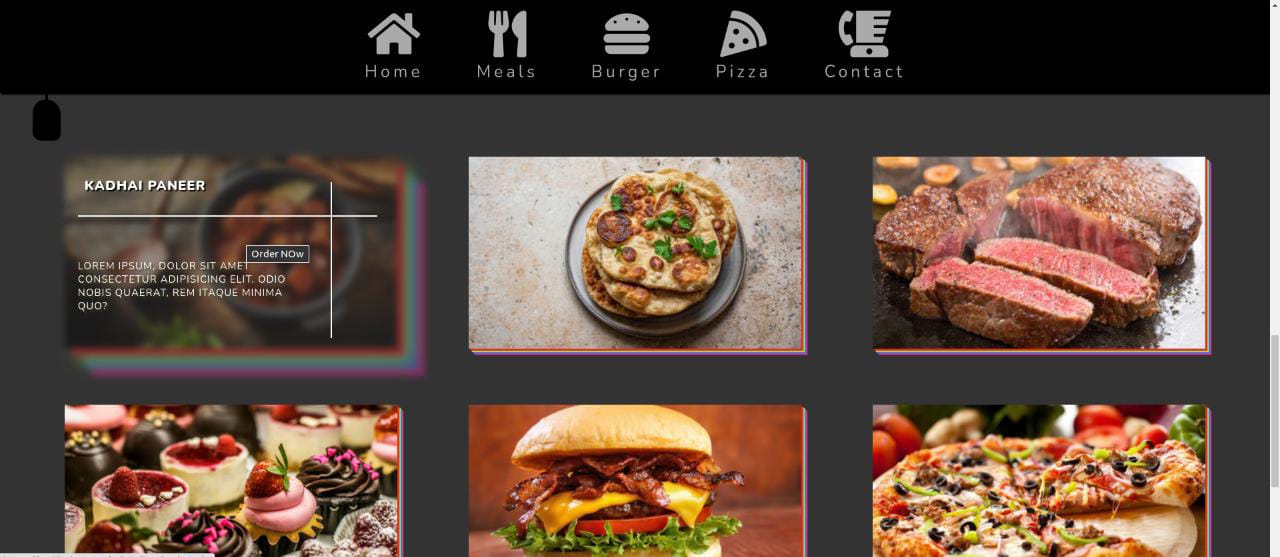 Home
Meals
Burger
Pizza
Contact
KADHAI PANEER
Order NOw
LOREM IPSUM, DOLOR SIT AMET
CONSECTETUR ADIPISICING ELIT. ODIO
NOBIS QUAERAT, REM ITAQUE MINIMA
QUO?